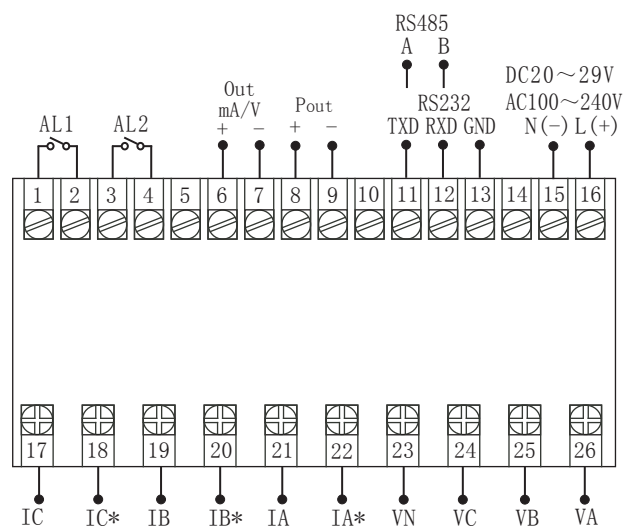 RS485
A B
Out
mA/V
DC20～29V
AC100～240V
AL1 AL2 + − Pout
+ − RS232
TXD RXD GND N(−) L(+)
1 2 3 4 5 6 7 8 9 10 11 12 13 14 15 16
17 18 19 20 21 22 23 24 25 26
IC IC* IB IB* IA IA* VN VC VB VA